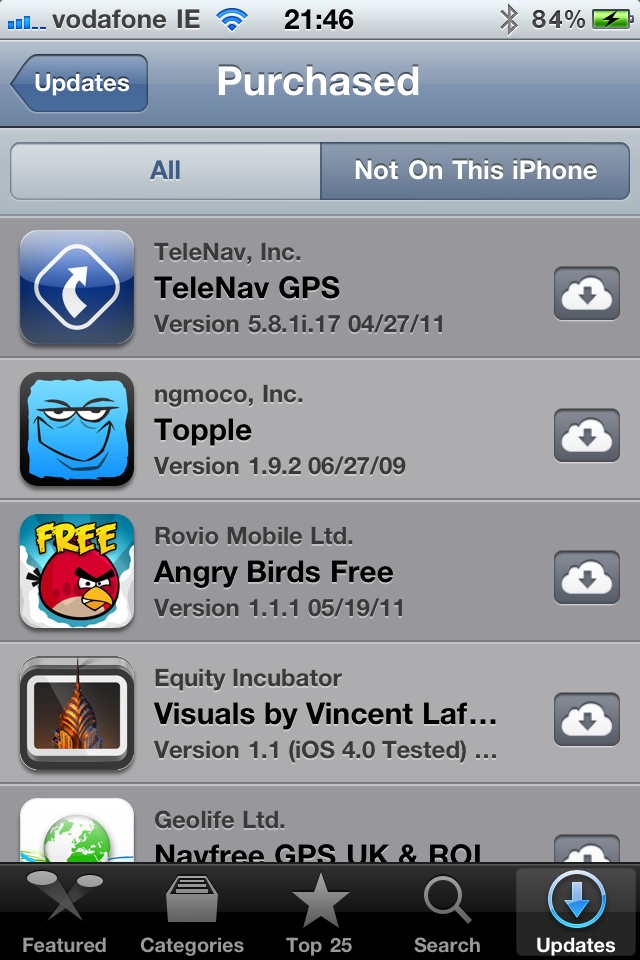 vodafone IE 21:46 84%
Updates Purchased
All Not On This iPhone
TeleNav, Inc.
TeleNav GPS
Version 5.8.1i.17 04/27/11
ngmoco, Inc.
Topple
Version 1.9.2 06/27/09
FREE
Rovio Mobile Ltd.
Angry Birds Free
Version 1.1.1 05/19/11
Equity Incubator
Visuals by Vincent Laf...
Version 1.1 (iOS 4.0 Tested) ...
Geolife Ltd.
Navfree GPS UK & ROI
Featured Categories Top 25 Search Updates